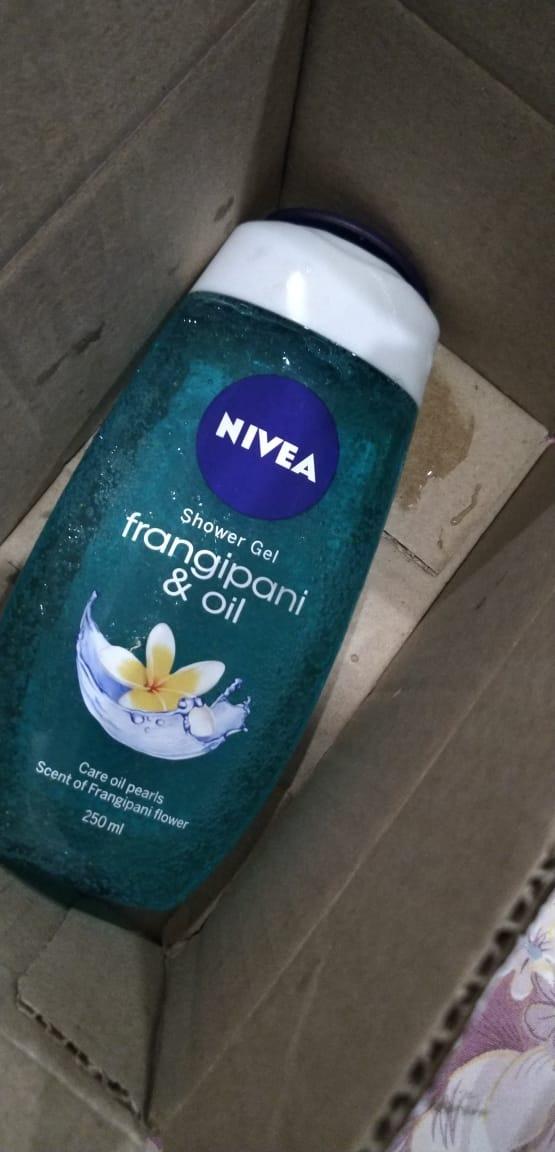 NIVEA
Shower Gel
frangipani
& oil
Care oil pearls
Scent of Frangipani flower
250 ml